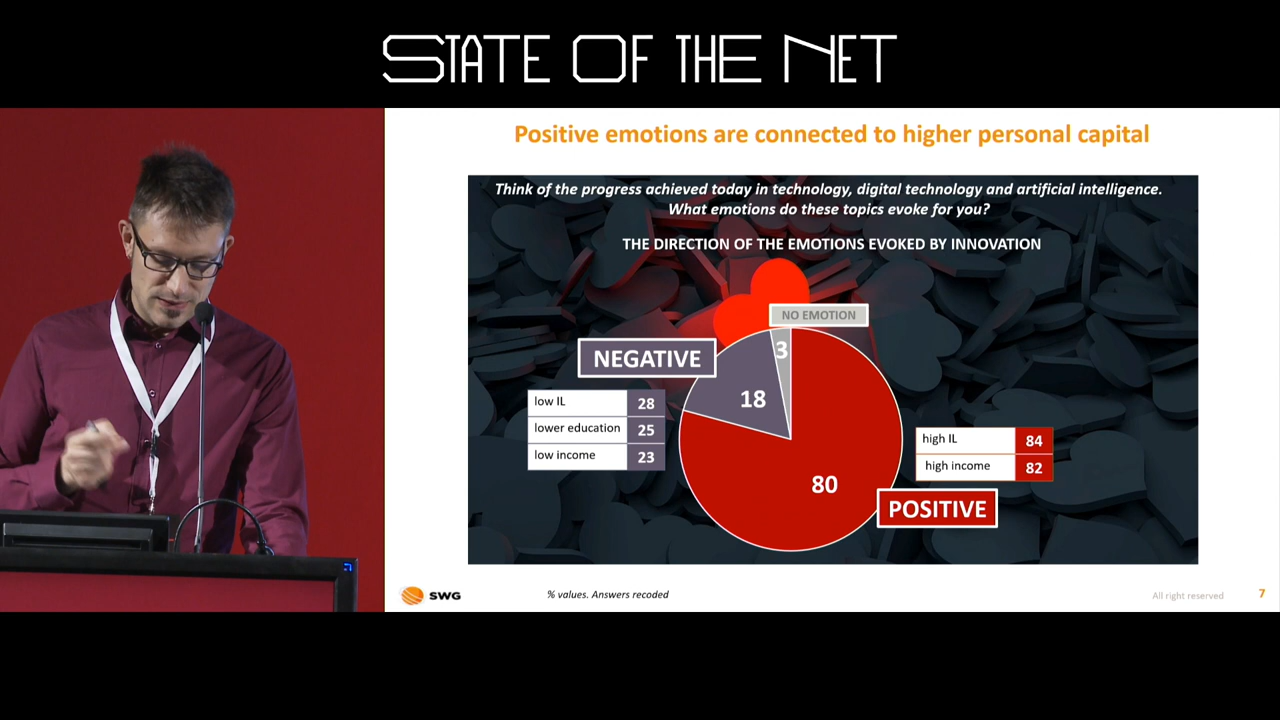 STATE OF THE NET
Positive emotions are connected to higher personal capital
Think of the progress achieved today in technology, digital technology and artificial intelligence.
What emotions do these topics evoke for you?
THE DIRECTION OF THE EMOTIONS EVOKED BY INNOVATION
NO EMOTION
3
NEGATIVE
18
low IL 28
lower education 25
low income 23
80
high IL 84
high income 82
POSITIVE
SWG
% values. Answers recoded
All right reserved
7